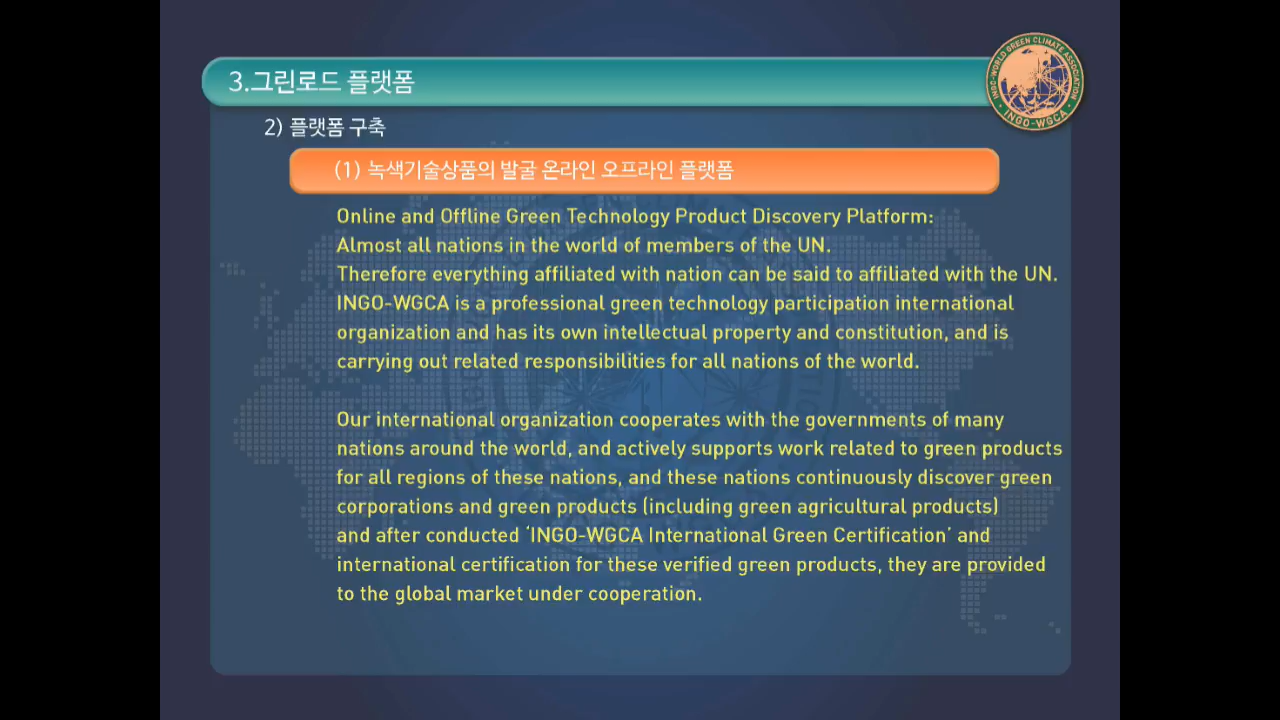 3.그린로드 플랫폼
INGO-WORLD GREEN CLIMATE ASSOCIATION
• INGO-WGCA •
2) 플랫폼 구축
(1) 녹색기술상품의 발굴 온라인 오프라인 플랫폼
Online and Offline Green Technology Product Discovery Platform:
Almost all nations in the world of members of the UN.
Therefore everything affiliated with nation can be said to affiliated with the UN.
INGO-WGCA is a professional green technology participation international
organization and has its own intellectual property and constitution, and is
carrying out related responsibilities for all nations of the world.
Our international organization cooperates with the governments of many
nations around the world, and actively supports work related to green products
for all regions of these nations, and these nations continuously discover green
corporations and green products (including green agricultural products)
and after conducted ‘INGO-WGCA International Green Certification’ and
international certification for these verified green products, they are provided
to the global market under cooperation.